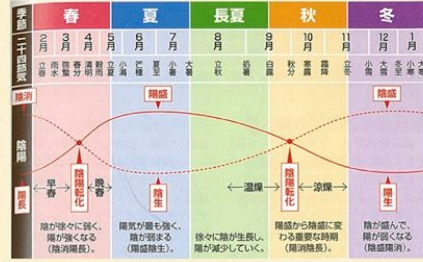 季節
春
夏
長夏
秋
冬
2月
3月
4月
5月
6月
7月
8月
9月
10月
11月
12月
1月
二十四節気
立春
雨水
啓蟄
春分
清明
穀雨
立夏
小満
芒種
夏至
小暑
大暑
立秋
処暑
白露
秋分
寒露
霜降
立冬
小雪
大雪
冬至
小寒
大寒
陰陽
陰消
陽長
陽盛
陰生
陰盛
陽生
陰陽転化
陰陽転化
早春
晩春
温燥
涼燥
陰が徐々に弱く、
陽が強くなる
(陰消陽長)。
陽気が最も強く、
陰が弱まる
(陽盛陰生)。
徐々に陰が生長し、
陽が減少していく。
陽盛から陰盛に変
わる重要な時期
(陽消陰長)。
陰が盛んで、
陽が弱くなる
(陰盛陽消)。